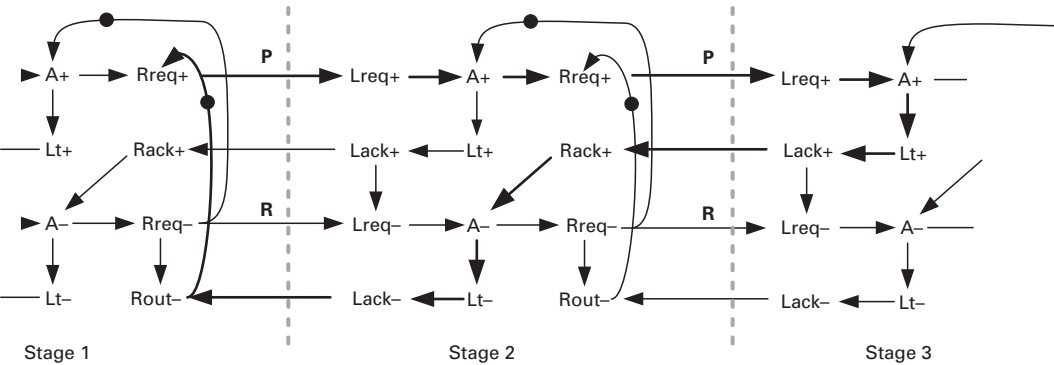 P P
A+ Rreq+ Lreq+ A+ Rreq+ Lreq+ A+
Lt+ Rack+ Lack+ Lt+ Rack+ Lack+ Lt+
R R
A– Rreq– Lreq– A– Rreq– Lreq– A–
Lt– Rout– Lack– Lt– Rout– Lack– Lt–
Stage 1 Stage 2 Stage 3